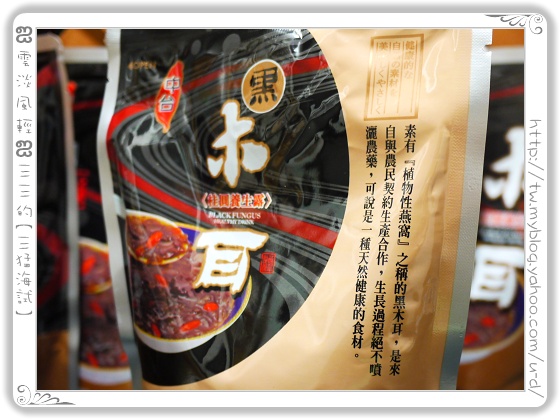 黑
木
耳
中台
《桂圓養生露》
BLACK FUNGUS
素有『植物性燕窩』之稱的黑木耳，是來
自與農民契約生產合作，生長過程絕不噴
灑農藥，可說是一種天然健康的食材。
雲淡風輕
三三的【三猛海試】
http://tw.myblog.yahoo.com/u-d/